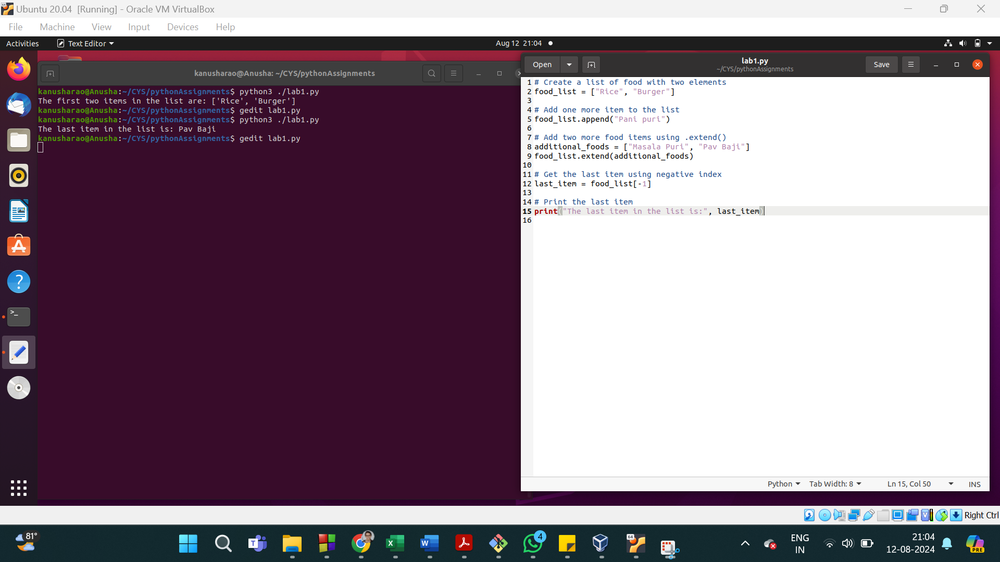 Ubuntu 20.04 [Running] - Oracle VM VirtualBox
File Machine View Input Devices Help
Activities Text Editor Aug 12 21:04
kanusharao@Anusha: ~/CYS/pythonAssignments
kanusharao@Anusha:~/CYS/pythonAssignments$ python3 ./lab1.py
The first two items in the list are: ['Rice', 'Burger']
kanusharao@Anusha:~/CYS/pythonAssignments$ gedit lab1.py
kanusharao@Anusha:~/CYS/pythonAssignments$ python3 ./lab1.py
The last item in the list is: Pav Baji
kanusharao@Anusha:~/CYS/pythonAssignments$ gedit lab1.py
Open lab1.py Save
~/CYS/pythonAssignments
1 # Create a list of food with two elements
2 food_list = ["Rice", "Burger"]
3
4 # Add one more item to the list
5 food_list.append("Pani puri")
6
7 # Add two more food items using .extend()
8 additional_foods = ["Masala Puri", "Pav Baji"]
9 food_list.extend(additional_foods)
10
11 # Get the last item using negative index
12 last_item = food_list[-1]
13
14 # Print the last item
15 print("The last item in the list is:", last_item)
16
Python Tab Width: 8 Ln 15, Col 50 INS
Right Ctrl
81°
4
64
PRE
ENG
IN
21:04
12-08-2024